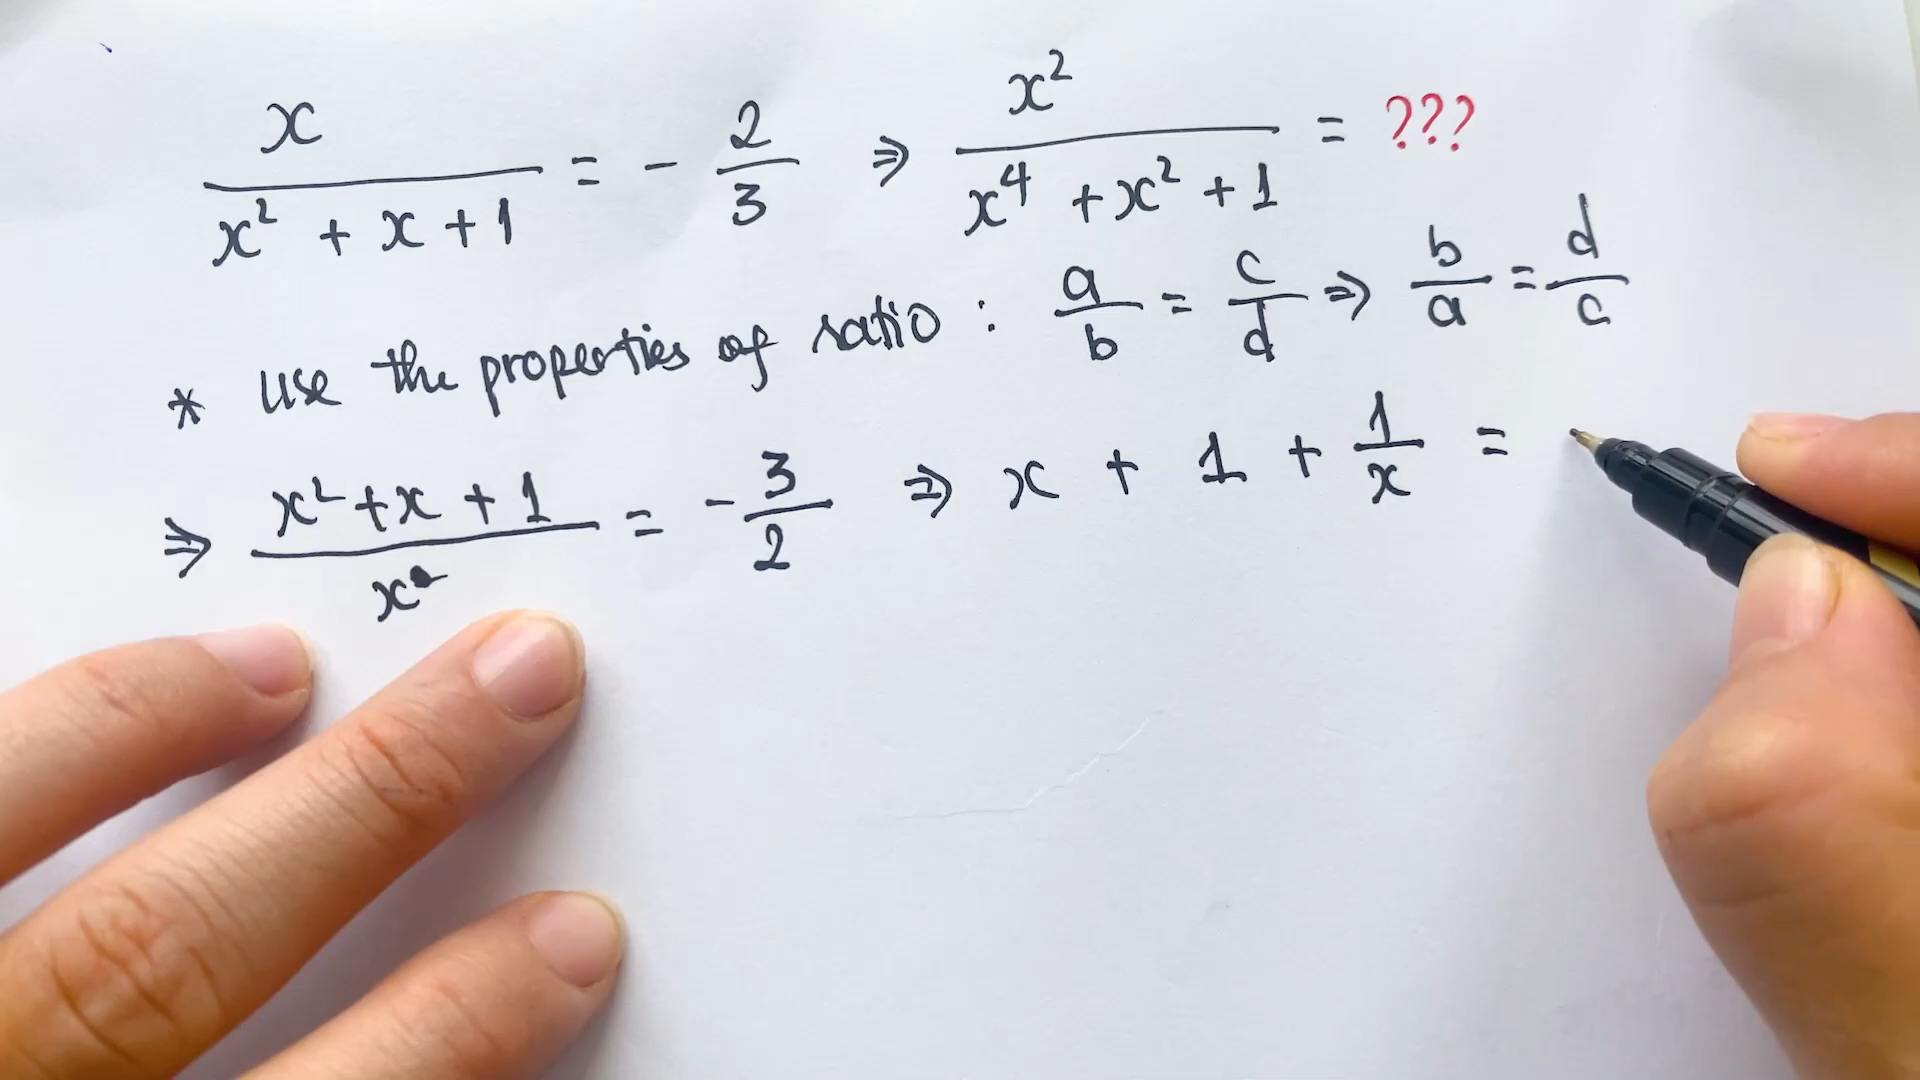 x / (x² + x + 1) = - 2/3 ⇒ x² / (x⁴ + x² + 1) = ???
* use the properties of ratio : a/b = c/d ⇒ b/a = d/c
⇒ (x² + x + 1) / x = - 3/2 ⇒ x + 1 + 1/x =